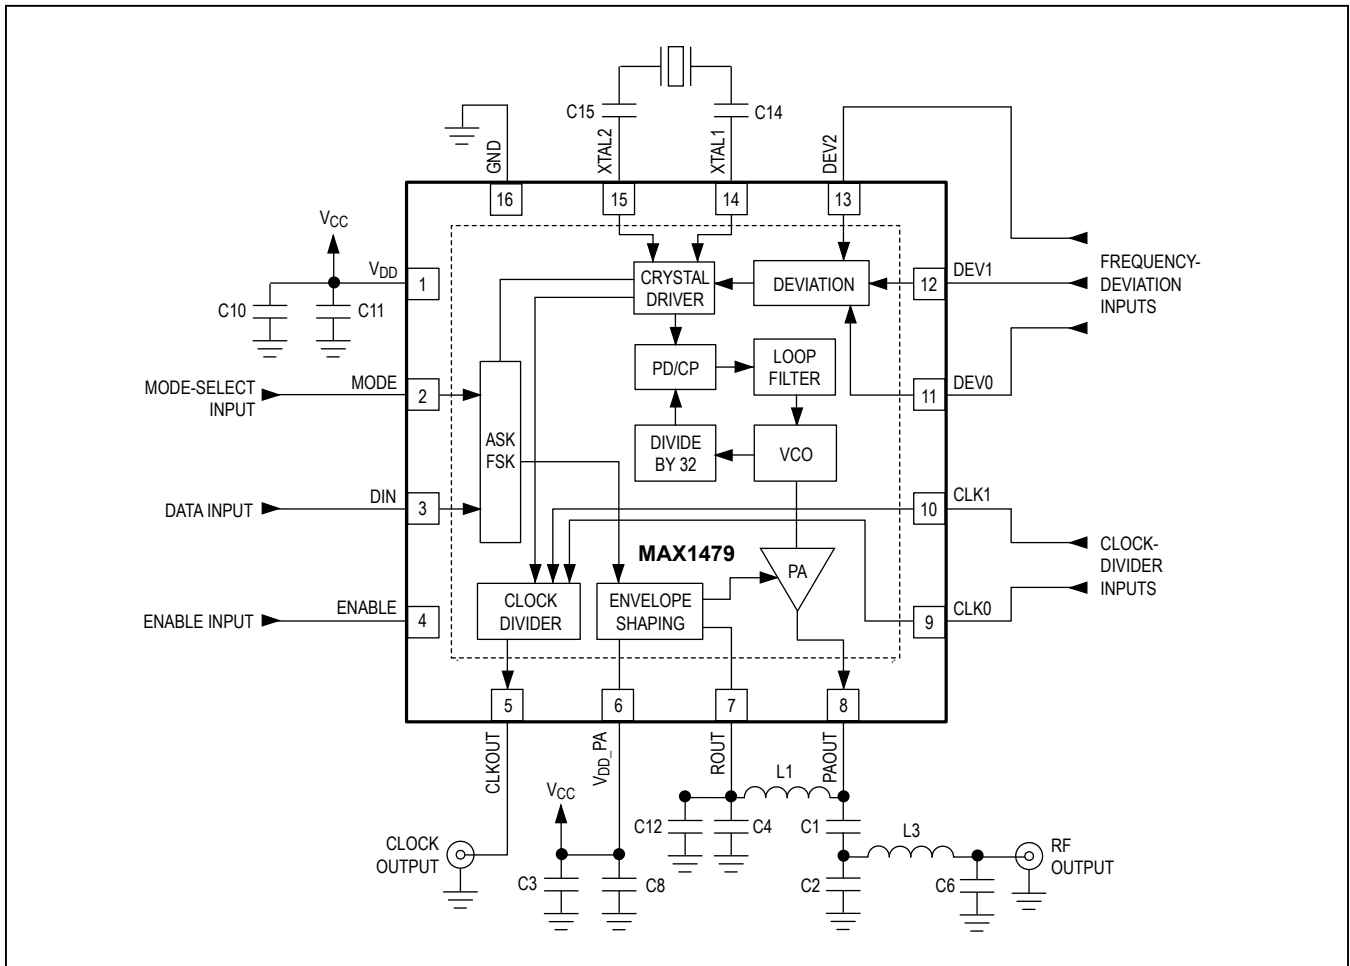 C15
C14
GND
XTAL2
XTAL1
DEV2
16
15
14
13
VCC
VDD
1
C10
C11
CRYSTAL
DRIVER
DEVIATION
12
DEV1
FREQUENCY-
DEVIATION
INPUTS
MODE-SELECT
INPUT
MODE
2
PD/CP
LOOP
FILTER
11
DEV0
ASK
FSK
DIVIDE
BY 32
VCO
DATA INPUT
DIN
3
10
CLK1
MAX1479
PA
CLOCK-
DIVIDER
INPUTS
ENABLE INPUT
ENABLE
4
CLOCK
DIVIDER
ENVELOPE
SHAPING
9
CLK0
5
6
7
8
CLKOUT
VDD_PA
ROUT
PAOUT
L1
VCC
C12
C4
C1
L3
CLOCK
OUTPUT
C3
C8
C2
C6
RF
OUTPUT